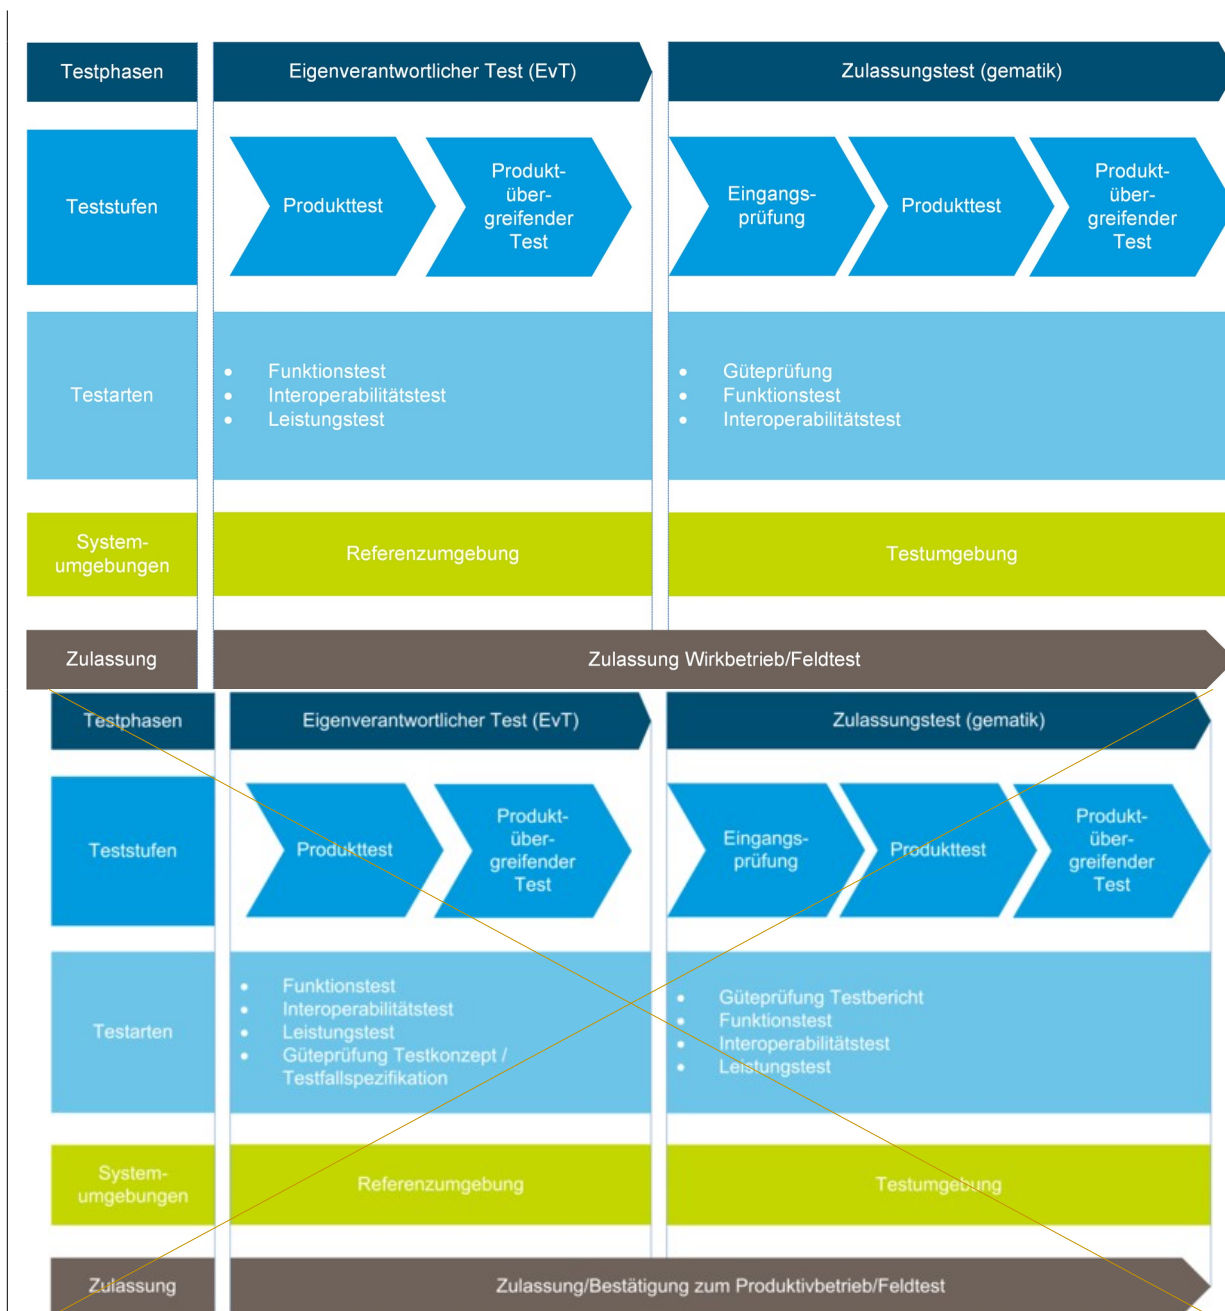 Testphasen
Eigenverantwortlicher Test (EvT)
Zulassungstest (gematik)
Teststufen
Produkttest
Produkt-
über-
greifender
Test
Eingangs-
prüfung
Produkttest
Produkt-
über-
greifender
Test
Testarten
• Funktionstest
• Interoperabilitätstest
• Leistungstest
• Güteprüfung
• Funktionstest
• Interoperabilitätstest
System-
umgebungen
Referenzumgebung
Testumgebung
Zulassung
Zulassung Wirkbetrieb/Feldtest
Testphasen
Eigenverantwortlicher Test (EvT)
Zulassungstest (gematik)
Teststufen
Produkttest
Produkt-
über-
greifender
Test
Eingangs-
prüfung
Produkttest
Produkt-
über-
greifender
Test
Testarten
• Funktionstest
• Interoperabilitätstest
• Leistungstest
• Güteprüfung Testkonzept /
Testfallspezifikation
• Güteprüfung Testbericht
• Funktionstest
• Interoperabilitätstest
• Leistungstest
System-
umgebungen
Referenzumgebung
Testumgebung
Zulassung
Zulassung/Bestätigung zum Produktivbetrieb/Feldtest